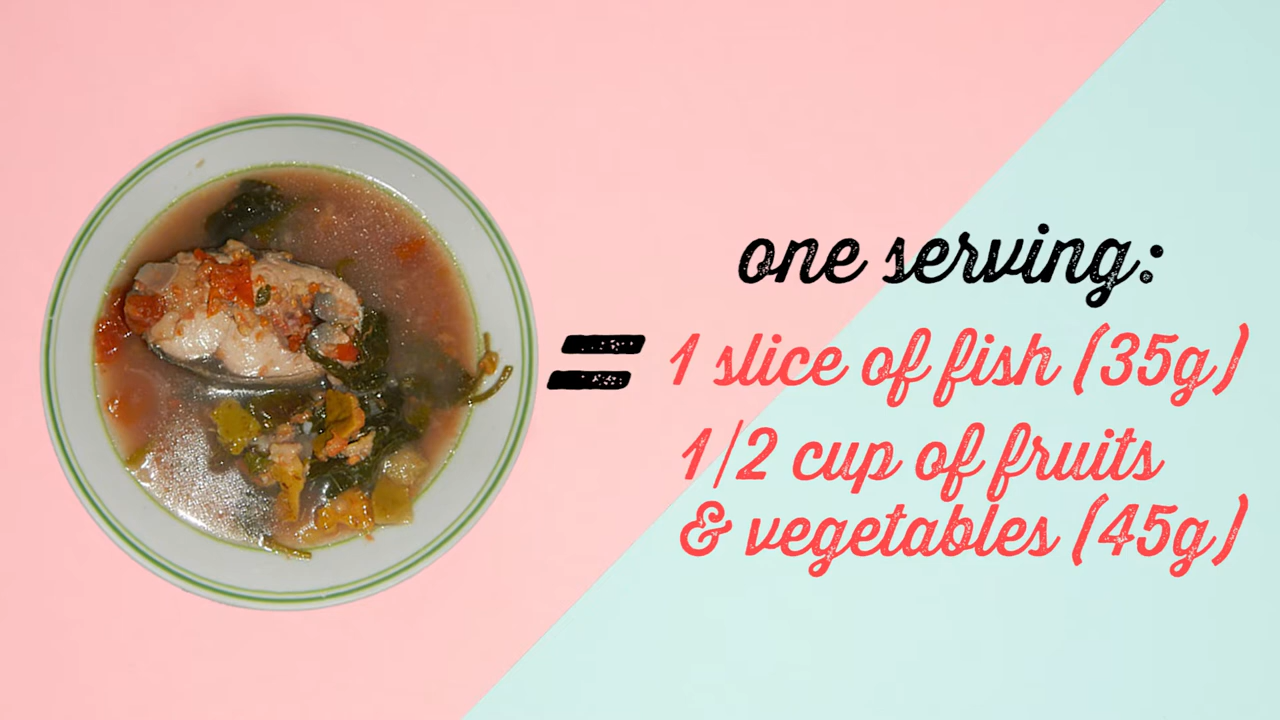 one serving:
= 1 slice of fish (35g)
1/2 cup of fruits
& vegetables (45g)